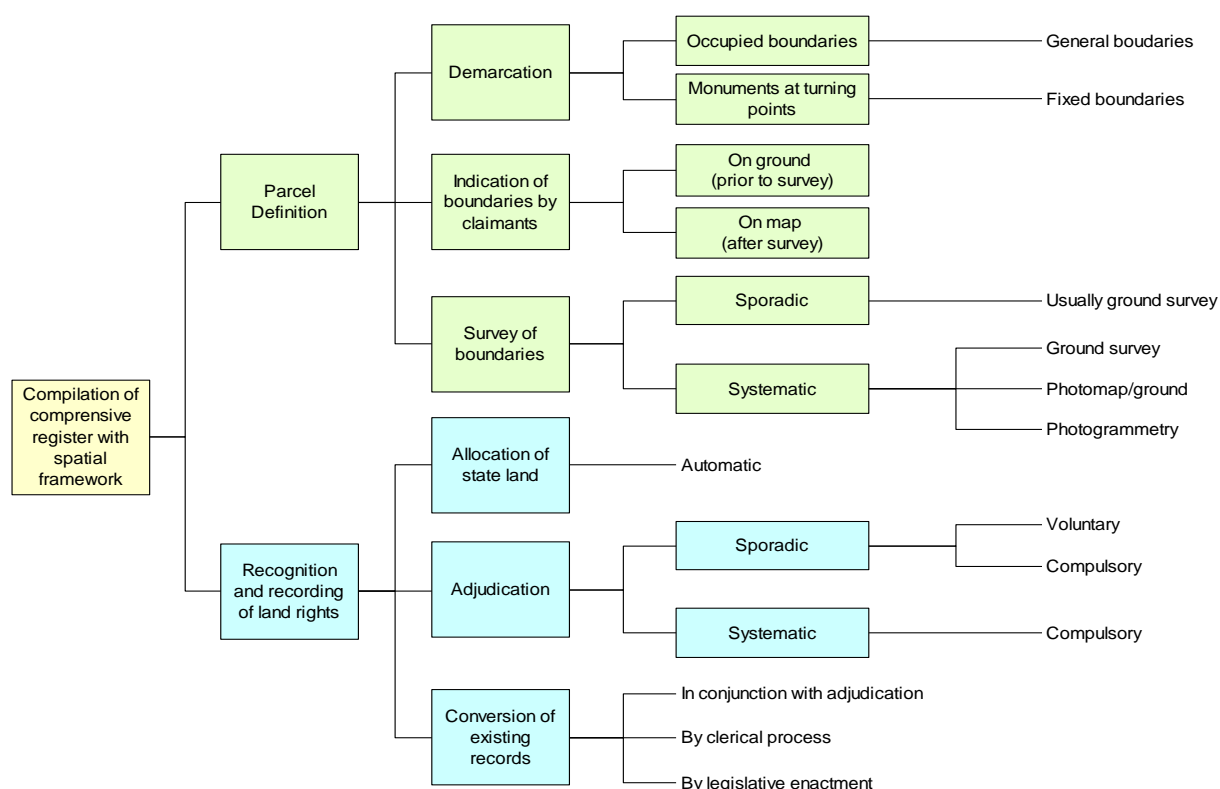 Compilation of
comprensive
register with
spatial
framework
Parcel
Definition
Demarcation
Occupied boundaries
General boudaries
Monuments at turning
points
Fixed boundaries
Indication of
boundaries by
claimants
On ground
(prior to survey)
On map
(after survey)
Survey of
boundaries
Sporadic
Usually ground survey
Systematic
Ground survey
Photomap/ground
Photogrammetry
Recognition
and recording
of land rights
Allocation of
state land
Automatic
Adjudication
Sporadic
Voluntary
Compulsory
Systematic
Compulsory
Conversion of
existing
records
In conjunction with adjudication
By clerical process
By legislative enactment